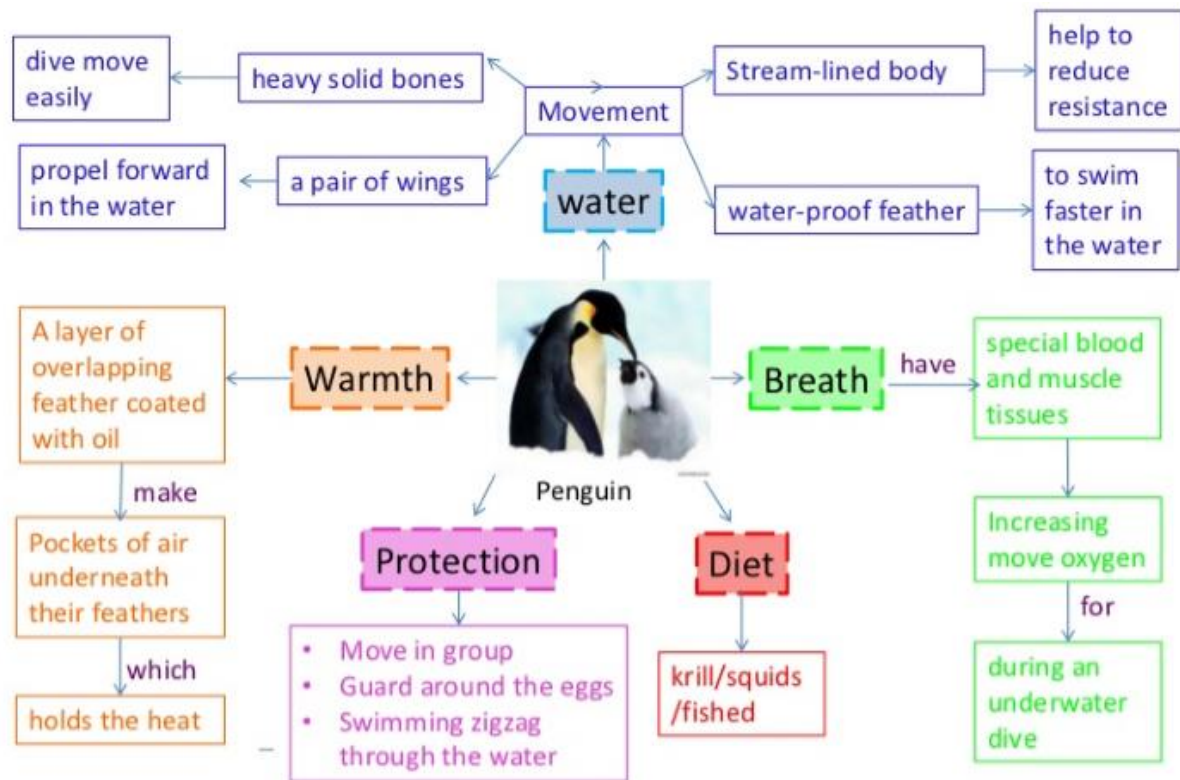 dive move
easily
heavy solid bones
Movement
Stream-lined body
help to
reduce
resistance
propel forward
in the water
a pair of wings
water
water-proof feather
to swim
faster in
the water
A layer of
overlapping
feather coated
with oil
Warmth
Breath
have
special blood
and muscle
tissues
make
Penguin
Pockets of air
underneath
their feathers
Protection
Diet
Increasing
move oxygen
for
which
holds the heat
• Move in group
• Guard around the eggs
• Swimming zigzag
through the water
krill/squids
/fished
during an
underwater
dive